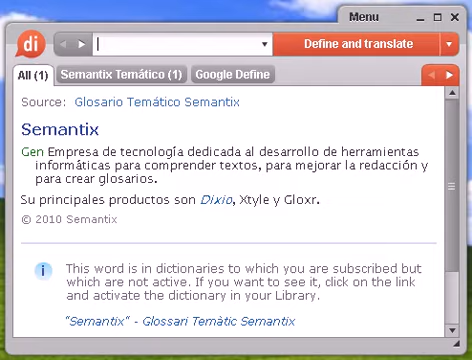 Menu
di
Define and translate
All (1)
Semantix Temático (1)
Google Define
Source: Glosario Temático Semantix
Semantix
Gen Empresa de tecnología dedicada al desarrollo de herramientas
informáticas para comprender textos, para mejorar la redacción y
para crear glosarios.
Su principales productos son Dixio, Xtyle y Gloxr.
© 2010 Semantix
i
This word is in dictionaries to which you are subscribed but
which are not active. If you want to see it, click on the link
and activate the dictionary in your Library.
"Semantix" - Glossari Temàtic Semantix